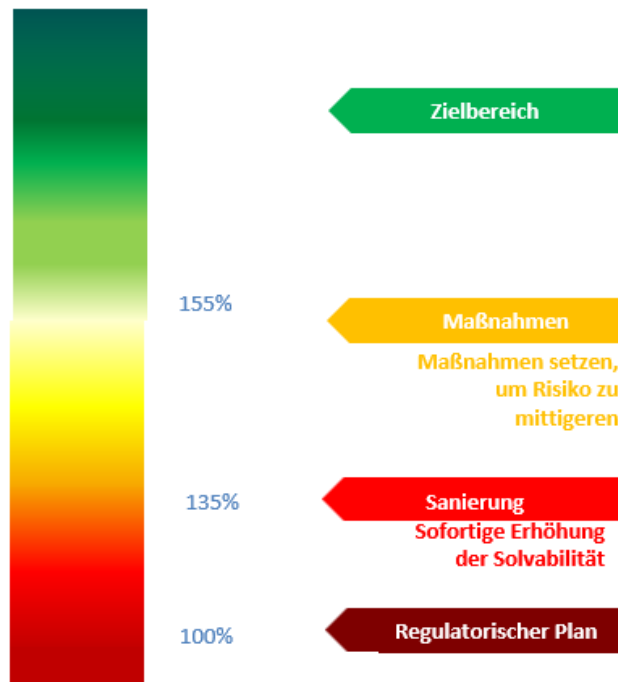 Zielbereich
155%
Maßnahmen
Maßnahmen setzen,
um Risiko zu
mittigeren
135%
Sanierung
Sofortige Erhöhung
der Solvabilität
100%
Regulatorischer Plan